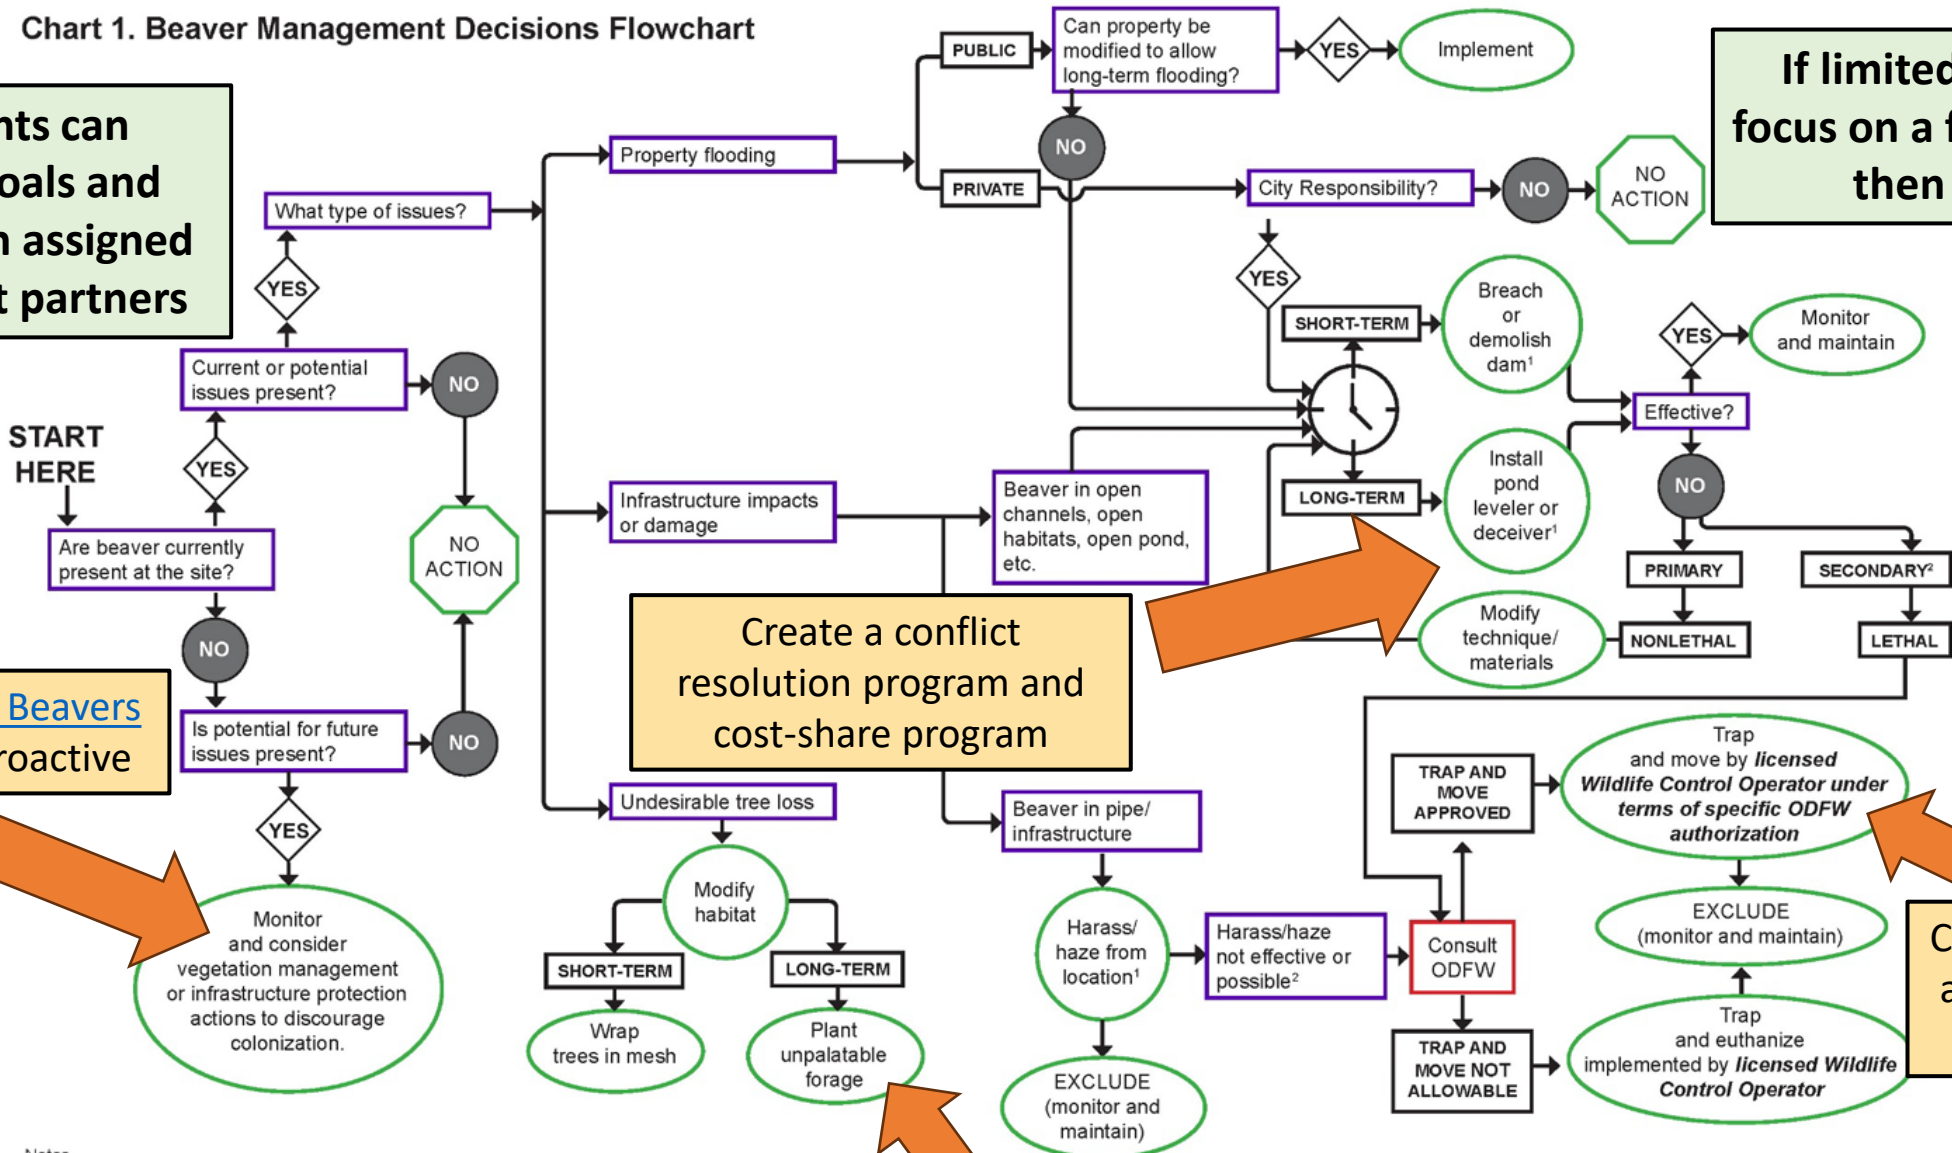 Chart 1. Beaver Management Decisions Flowchart
nts can
oals and
n assigned
t partners
If limited
focus on a f
then
START
HERE
Are beaver currently
present at the site?
YES
NO
Current or potential
issues present?
YES
NO
NO
ACTION
What type of issues?
Is potential for future
issues present?
NO
YES
Monitor
and consider
vegetation management
or infrastructure protection
actions to discourage
colonization.
Beavers
roactive
Property flooding
PUBLIC
Can property be
modified to allow
long-term flooding?
YES
Implement
NO
PRIVATE
City Responsibility?
NO
NO
ACTION
YES
SHORT-TERM
Breach
or
demolish
dam¹
LONG-TERM
Install
pond
leveler or
deceiver¹
Effective?
YES
Monitor
and maintain
NO
PRIMARY
SECONDARY²
NONLETHAL
LETHAL
Modify
technique/
materials
Infrastructure impacts
or damage
Beaver in open
channels, open
habitats, open pond,
etc.
Create a conflict
resolution program and
cost-share program
Undesirable tree loss
Modify
habitat
SHORT-TERM
LONG-TERM
Wrap
trees in mesh
Plant
unpalatable
forage
Beaver in pipe/
infrastructure
Harass/
haze from
location¹
EXCLUDE
(monitor and
maintain)
Harass/haze
not effective or
possible²
Consult
ODFW
TRAP AND
MOVE
APPROVED
Trap
and move by licensed
Wildlife Control Operator under
terms of specific ODFW
authorization
EXCLUDE
(monitor and maintain)
TRAP AND
MOVE NOT
ALLOWABLE
Trap
and euthanize
implemented by licensed Wildlife
Control Operator
C
a